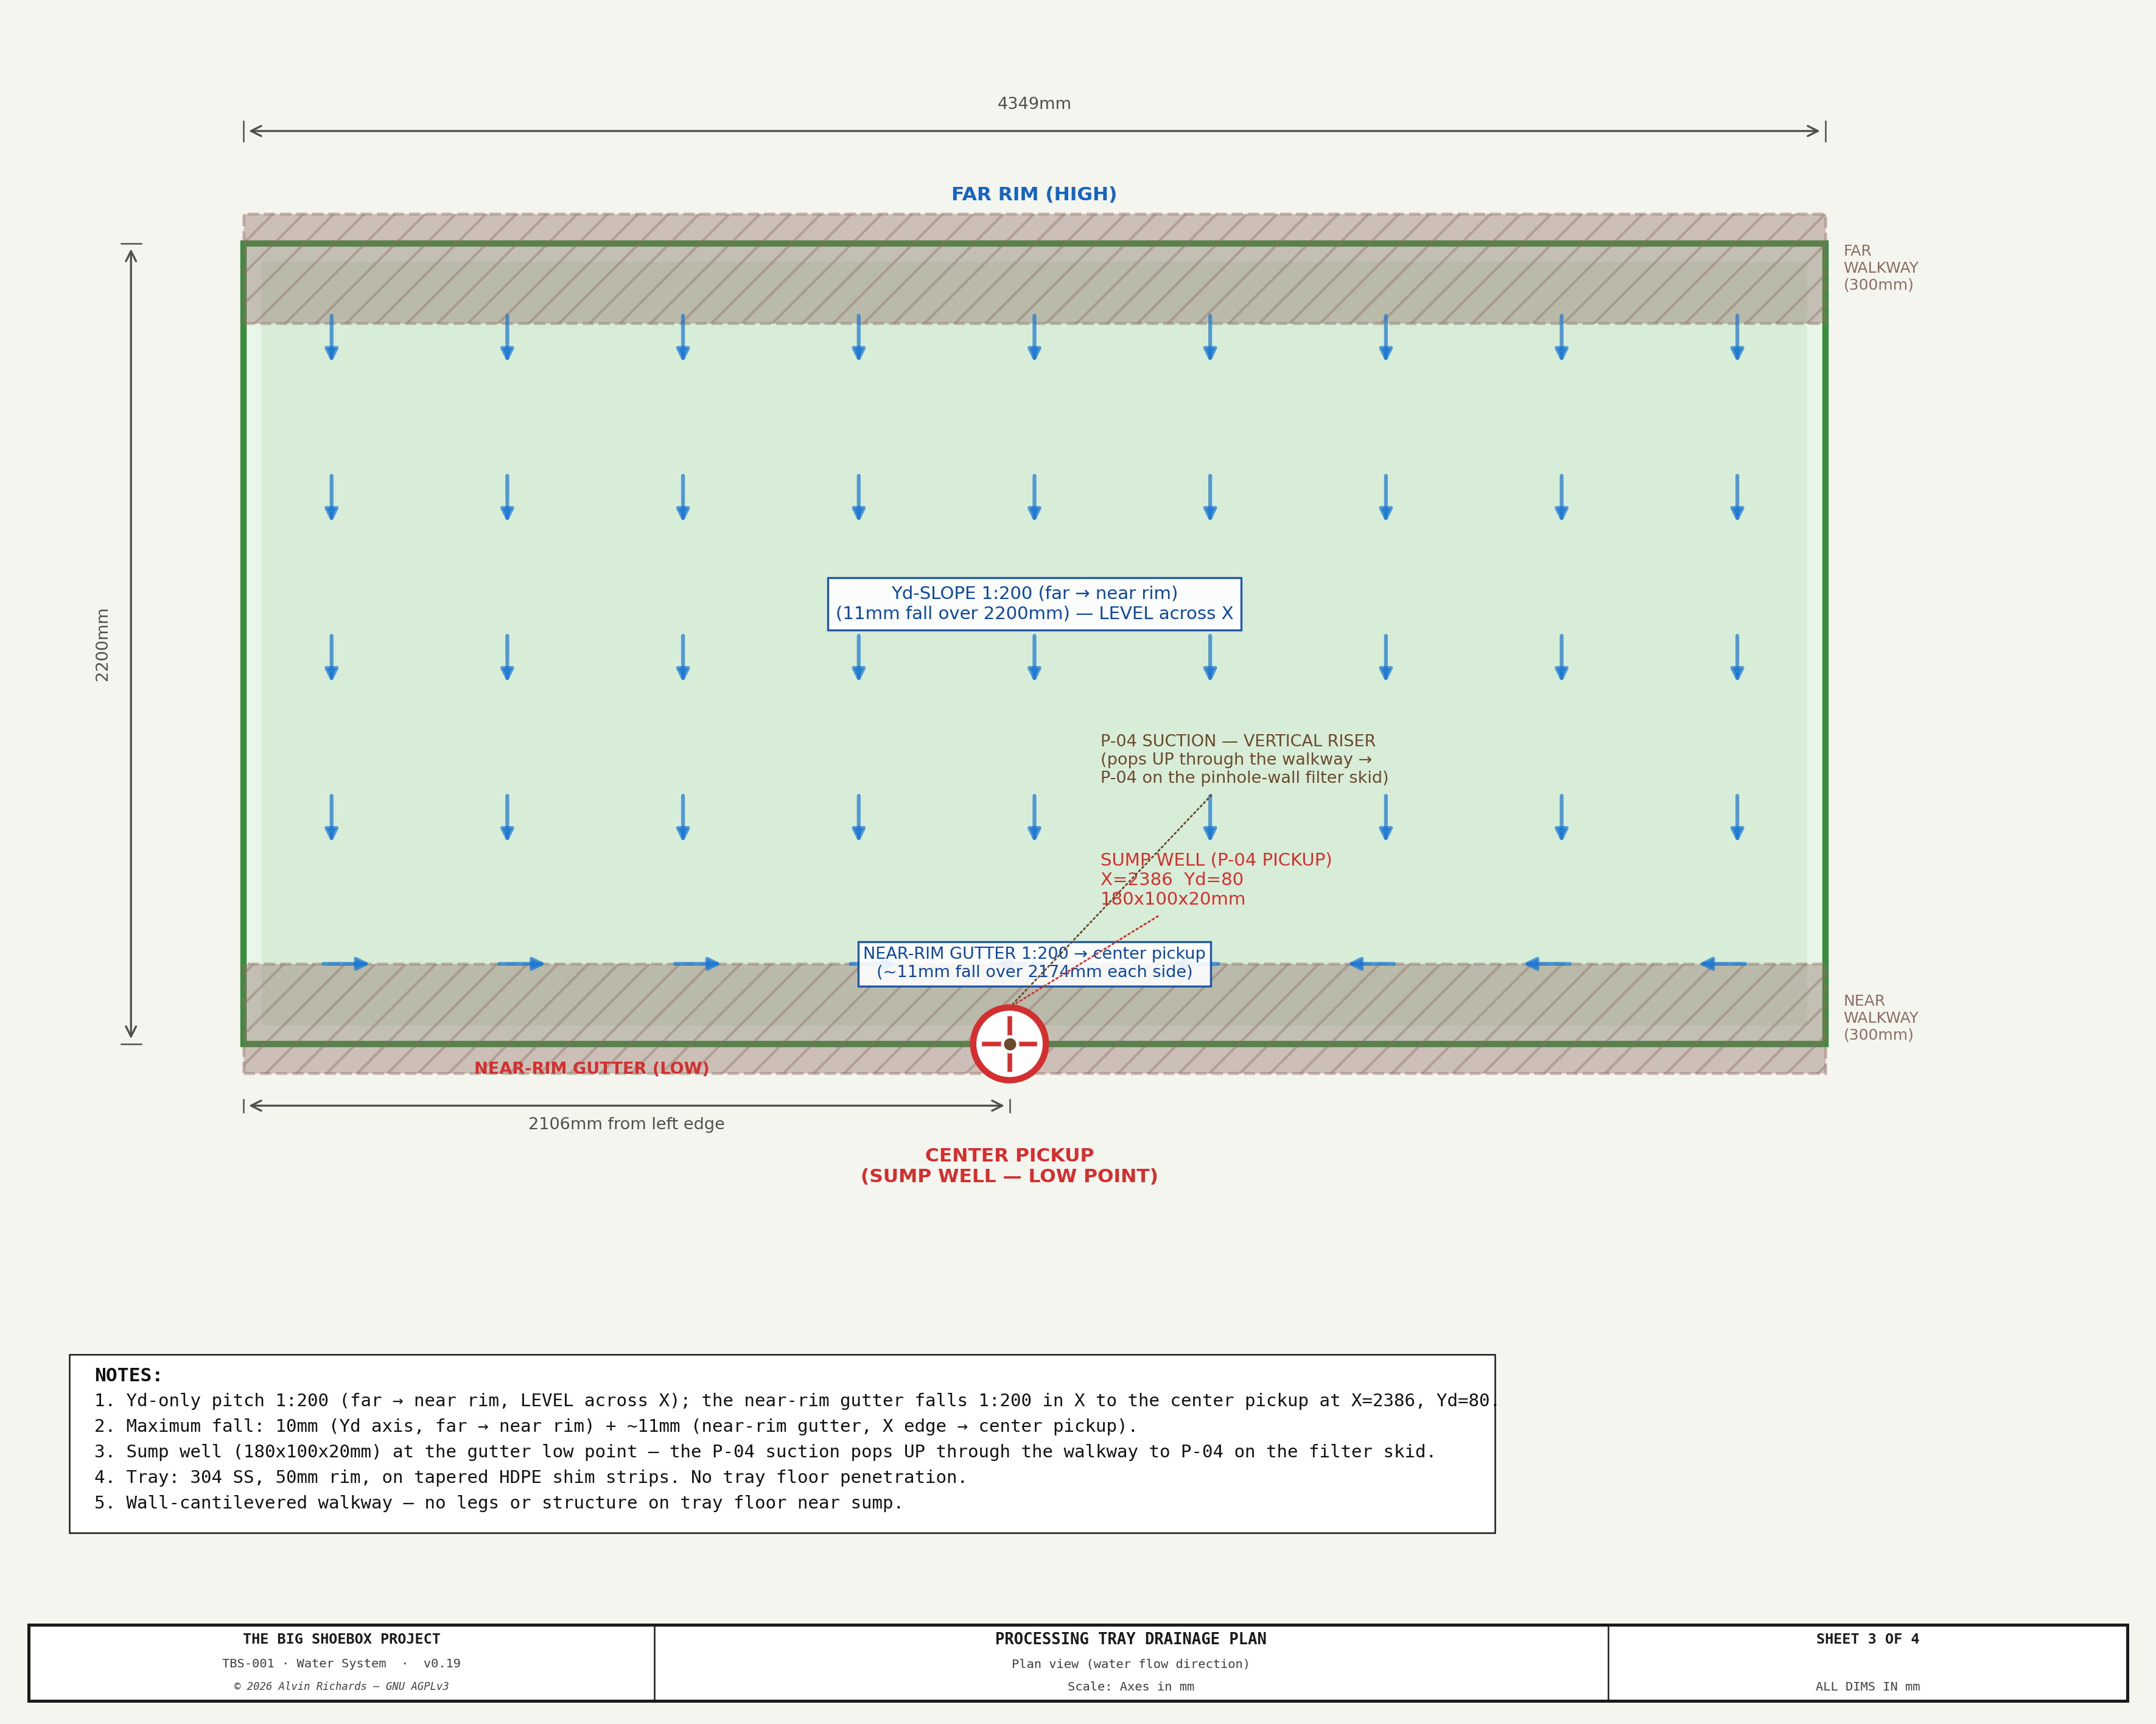 4349mm
FAR RIM (HIGH)
FAR
WALKWAY
(300mm)
2200mm
Yd-SLOPE 1:200 (far → near rim)
(11mm fall over 2200mm) — LEVEL across X
P-04 SUCTION — VERTICAL RISER
(pops UP through the walkway →
P-04 on the pinhole-wall filter skid)
SUMP WELL (P-04 PICKUP)
X=2386 Yd=80
180x100x20mm
NEAR-RIM GUTTER 1:200 → center pickup
(~11mm fall over 2174mm each side)
NEAR
WALKWAY
(300mm)
NEAR-RIM GUTTER (LOW)
2106mm from left edge
CENTER PICKUP
(SUMP WELL — LOW POINT)
NOTES:
1. Yd-only pitch 1:200 (far → near rim, LEVEL across X); the near-rim gutter falls 1:200 in X to the center pickup at X=2386, Yd=80.
2. Maximum fall: 10mm (Yd axis, far → near rim) + ~11mm (near-rim gutter, X edge → center pickup).
3. Sump well (180x100x20mm) at the gutter low point — the P-04 suction pops UP through the walkway to P-04 on the filter skid.
4. Tray: 304 SS, 50mm rim, on tapered HDPE shim strips. No tray floor penetration.
5. Wall-cantilevered walkway — no legs or structure on tray floor near sump.
THE BIG SHOEBOX PROJECT
TBS-001 · Water System · v0.19
© 2026 Alvin Richards — GNU AGPLv3
PROCESSING TRAY DRAINAGE PLAN
Plan view (water flow direction)
Scale: Axes in mm
SHEET 3 OF 4
ALL DIMS IN mm